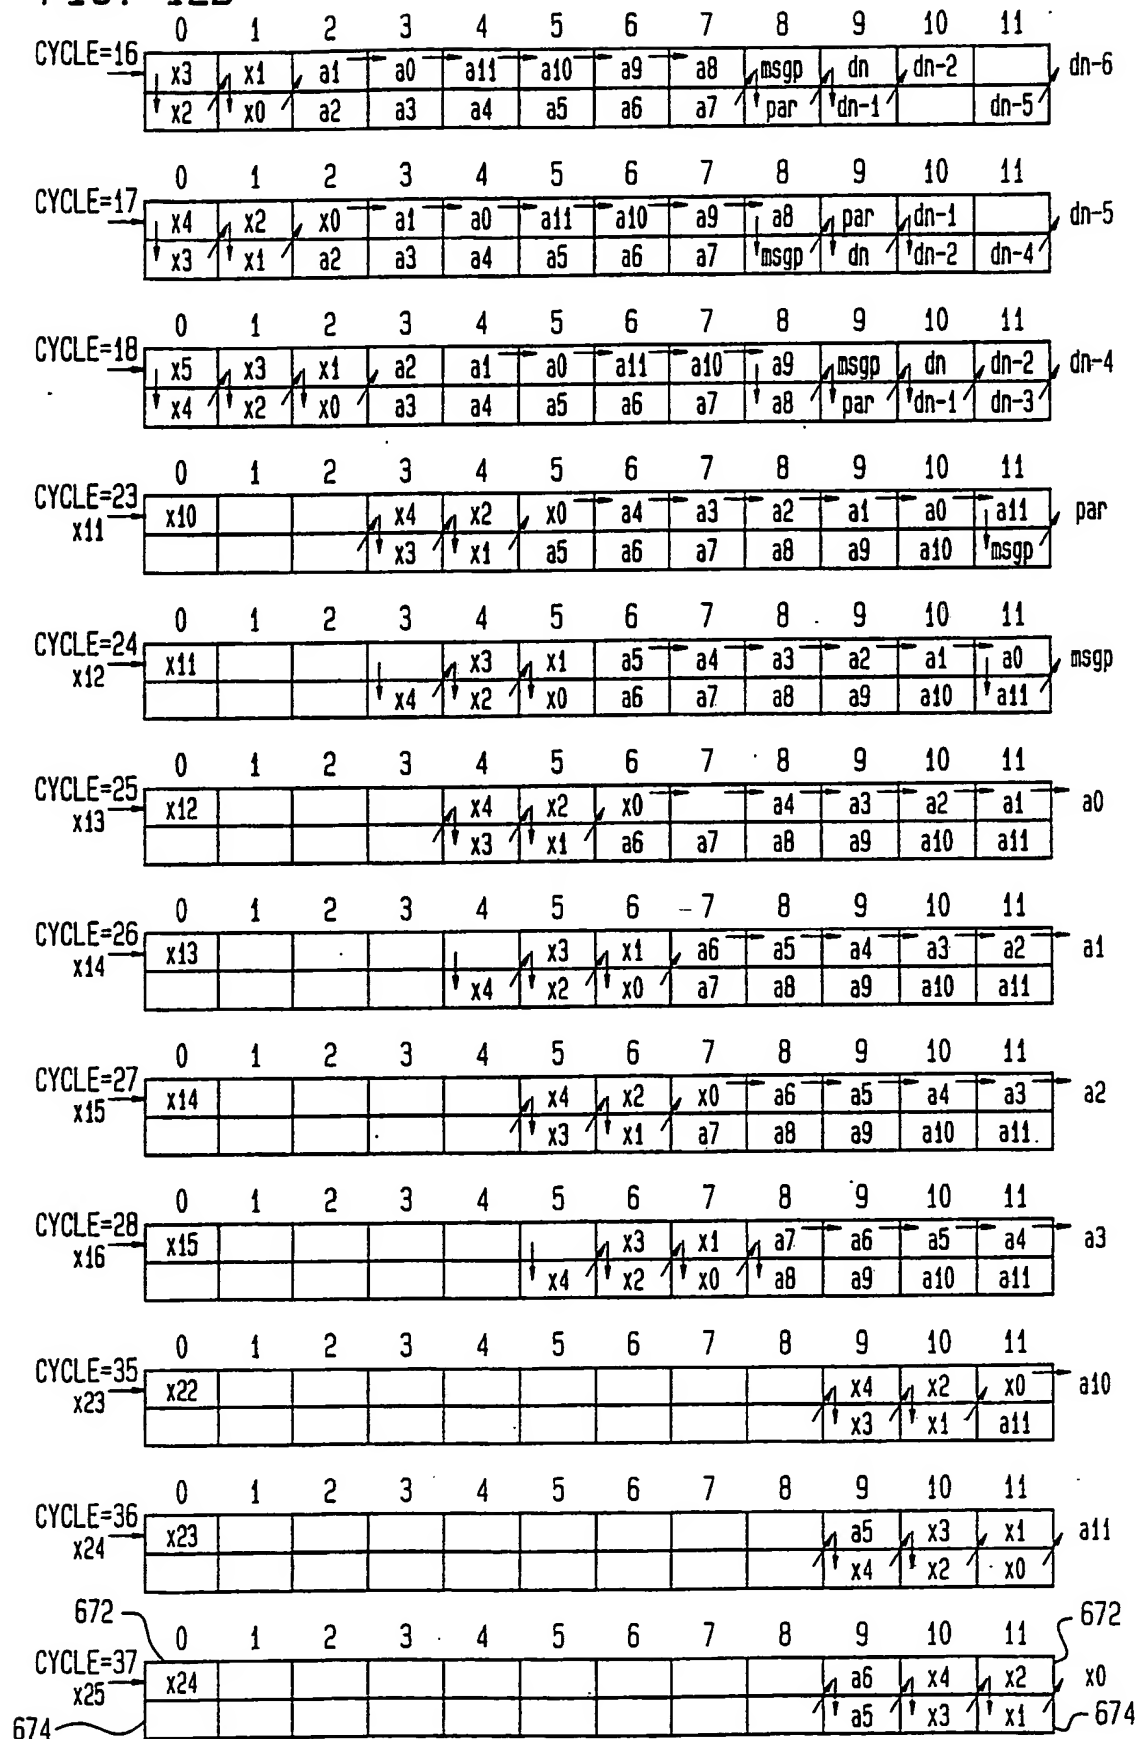 0 1 2 3 4 5 6 7 8 9 10 11
CYCLE=16 x3 x1 a1 a0 a11 a10 a9 a8 msgp dn dn-2 dn-6
x2 x0 a2 a3 a4 a5 a6 a7 par dn-1 dn-5
0 1 2 3 4 5 6 7 8 9 10 11
CYCLE=17 x4 x2 x0 a1 a0 a11 a10 a9 a8 par dn-1 dn-5
x3 x1 a2 a3 a4 a5 a6 a7 msgp dn dn-2 dn-4
0 1 2 3 4 5 6 7 8 9 10 11
CYCLE=18 x5 x3 x1 a2 a1 a0 a11 a10 a9 msgp dn dn-2 dn-4
x4 x2 x0 a3 a4 a5 a6 a7 a8 par dn-1 dn-3
0 1 2 3 4 5 6 7 8 9 10 11
CYCLE=23 x10 x4 x2 x0 a4 a3 a2 a1 a0 a11 par
x11 x3 x1 a5 a6 a7 a8 a9 a10 msgp
0 1 2 3 4 5 6 7 8 9 10 11
CYCLE=24 x11 x3 x1 a5 a4 a3 a2 a1 a0 msgp
x12 x4 x2 x0 a6 a7 a8 a9 a10 a11
0 1 2 3 4 5 6 7 8 9 10 11
CYCLE=25 x12 x4 x2 x0 a4 a3 a2 a1 a0
x13 x3 x1 a6 a7 a8 a9 a10 a11
0 1 2 3 4 5 6 7 8 9 10 11
CYCLE=26 x13 x3 x1 a6 a5 a4 a3 a2 a1
x14 x4 x2 x0 a7 a8 a9 a10 a11
0 1 2 3 4 5 6 7 8 9 10 11
CYCLE=27 x14 x4 x2 x0 a6 a5 a4 a3 a2
x15 x3 x1 a7 a8 a9 a10 a11
0 1 2 3 4 5 6 7 8 9 10 11
CYCLE=28 x15 x3 x1 a7 a6 a5 a4 a3
x16 x4 x2 x0 a8 a9 a10 a11
0 1 2 3 4 5 6 7 8 9 10 11
CYCLE=35 x22 x4 x2 x0 a10
x23 x3 x1 a11
0 1 2 3 4 5 6 7 8 9 10 11
CYCLE=36 x23 a5 x3 x1 a11
x24 x4 x2 x0
672 672
0 1 2 3 4 5 6 7 8 9 10 11
CYCLE=37 x24 a6 x4 x2 x0
x25 a5 x3 x1
674 674